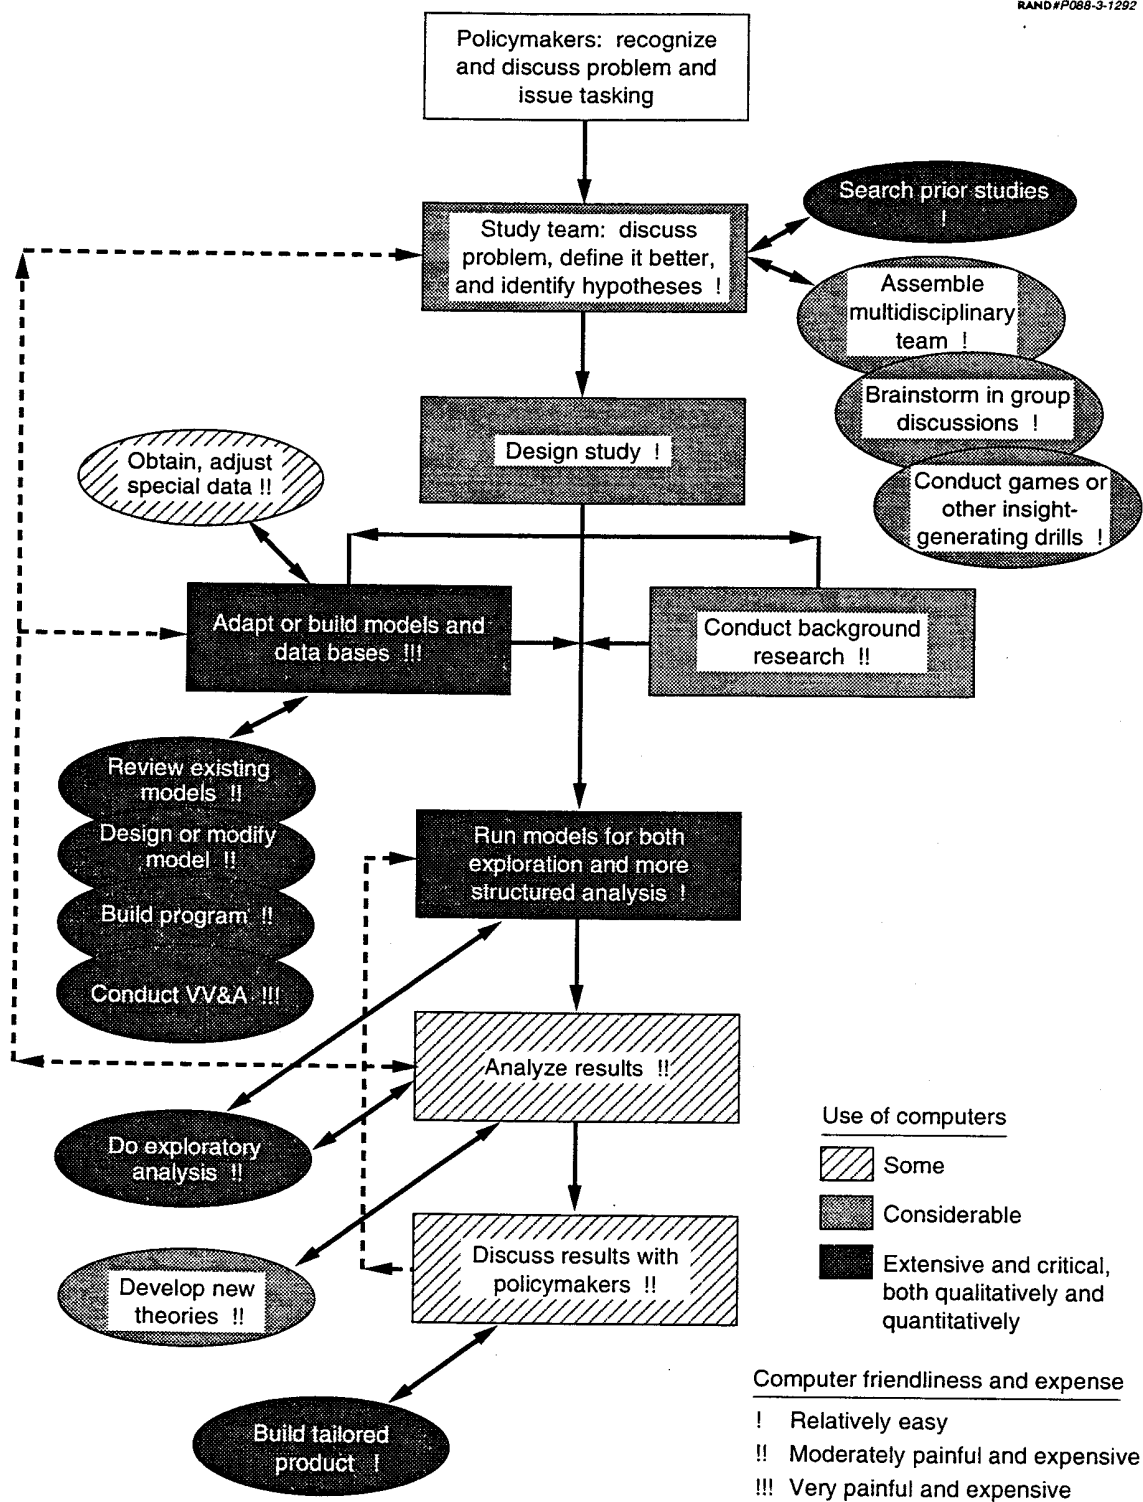 RAND#P088-3-1292
Policymakers: recognize
and discuss problem and
issue tasking
Search prior studies
!
Study team: discuss
problem, define it better,
and identify hypotheses !
Assemble
multidisciplinary
team !
Brainstorm in group
discussions !
Design study !
Obtain, adjust
special data !!
Conduct games or
other insight-
generating drills !
Adapt or build models and
data bases !!!
Conduct background
research !!
Review existing
models !!
Design or modify
model !!
Build program !!
Conduct VV&A !!!
Run models for both
exploration and more
structured analysis !
Analyze results !!
Do exploratory
analysis !!
Develop new
theories !!
Discuss results with
policymakers !!
Build tailored
product !
Use of computers
Some
Considerable
Extensive and critical,
both qualitatively and
quantitatively
Computer friendliness and expense
! Relatively easy
!! Moderately painful and expensive
!!! Very painful and expensive